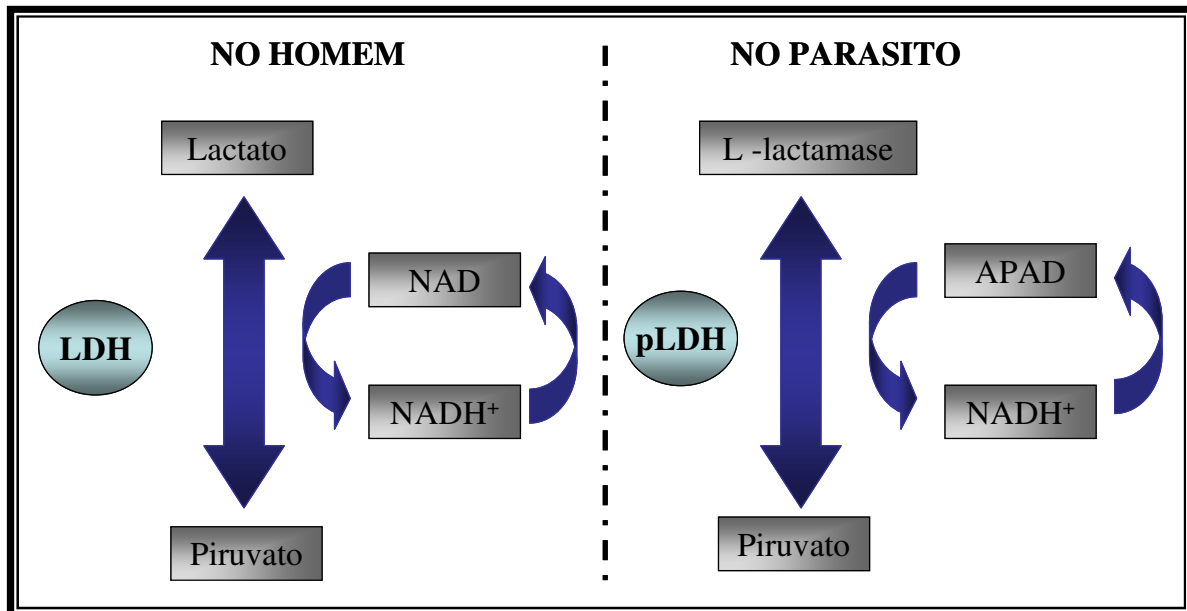 NO HOMEM
Lactato
NAD
LDH
NADH⁺
Piruvato
NO PARASITO
L -lactamase
APAD
pLDH
NADH⁺
Piruvato